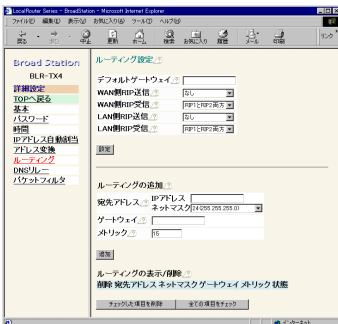 LocalRouter Series - BroadStation - Microsoft Internet Explorer
ファイル(F) 編集(E) 表示(V) お気に入り(A) ツール(T) ヘルプ(H)
戻る 進む 中止 更新 ホーム 検索 お気に入り 履歴 メール 印刷
リンク
Broad Station
BLR-TX4
詳細設定
TOPへ戻る
基本
パスワード
時間
IPアドレス自動割当
アドレス変換
ルーティング
DNSリレー
パケットフィルタ
ルーティング設定
デフォルトゲートウェイ
WAN側RIP送信 なし
WAN側RIP受信 RIP1とRIP2両方
LAN側RIP送信 なし
LAN側RIP受信 RIP1とRIP2両方
設定
ルーティングの追加
宛先アドレス IPアドレス
ネットマスク 24(255.255.255.0)
ゲートウェイ
メトリック 15
追加
ルーティングの表示/削除
削除 宛先アドレス ネットマスク ゲートウェイ メトリック 状態
チェックした項目を削除 全ての項目をチェック
インターネット